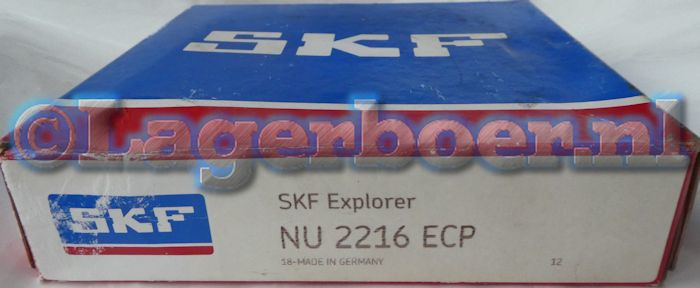 SKF
©Lagerboer.nl
SKF
SKF Explorer
NU 2216 ECP
18-MADE IN GERMANY 12